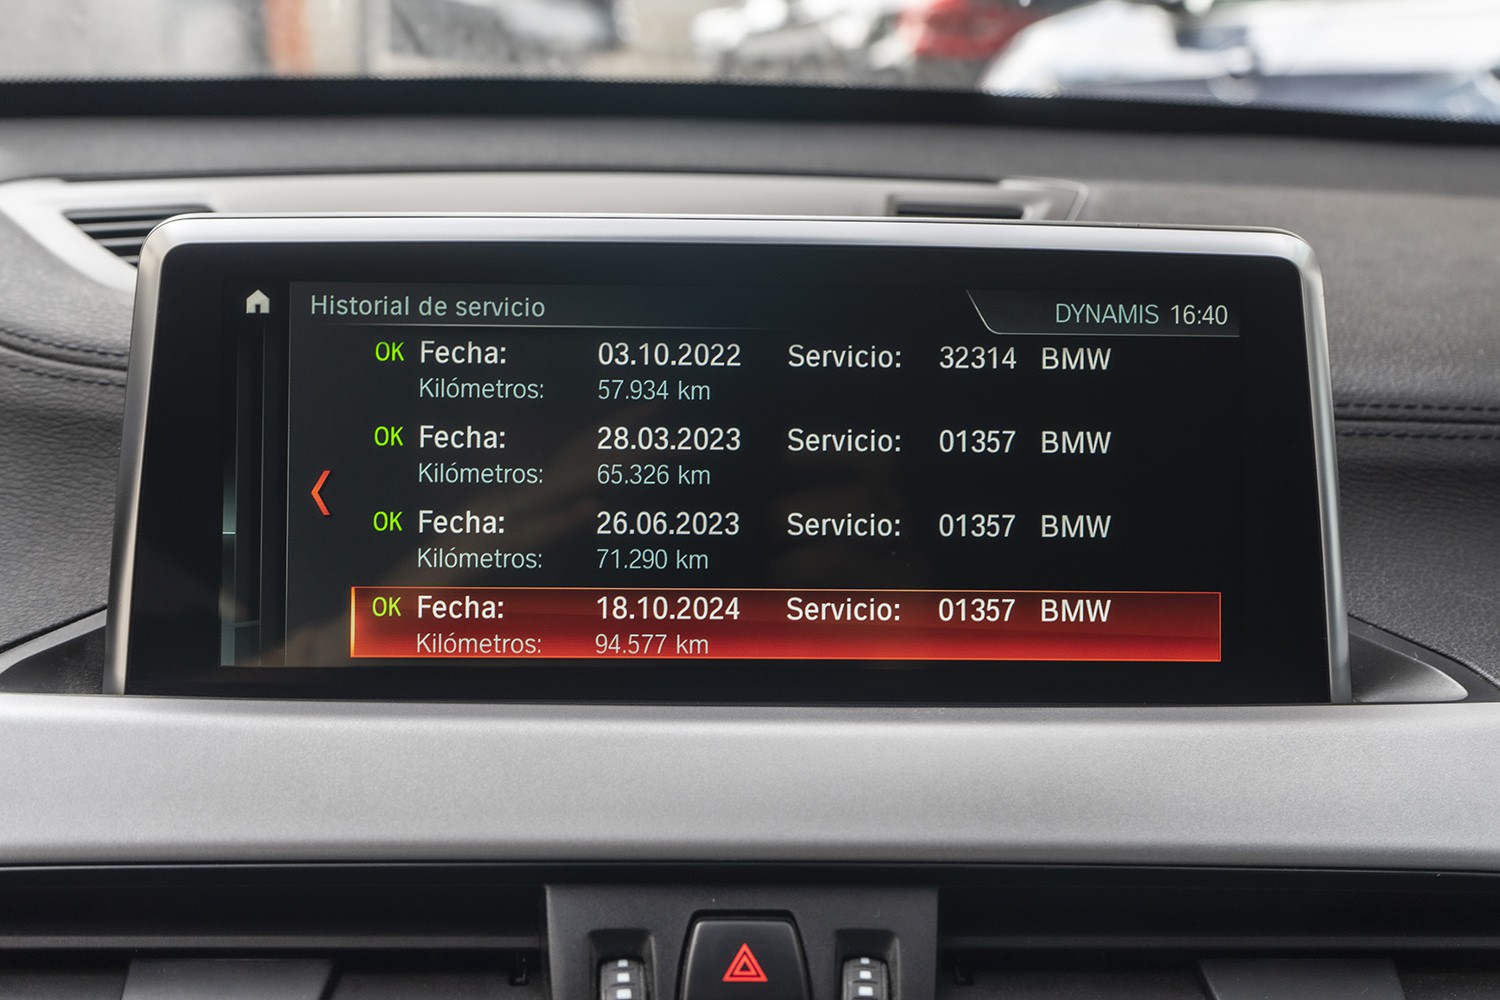 Historial de servicio DYNAMIS 16:40
OK Fecha: 03.10.2022 Servicio: 32314 BMW
Kilómetros: 57.934 km
OK Fecha: 28.03.2023 Servicio: 01357 BMW
Kilómetros: 65.326 km
OK Fecha: 26.06.2023 Servicio: 01357 BMW
Kilómetros: 71.290 km
OK Fecha: 18.10.2024 Servicio: 01357 BMW
Kilómetros: 94.577 km